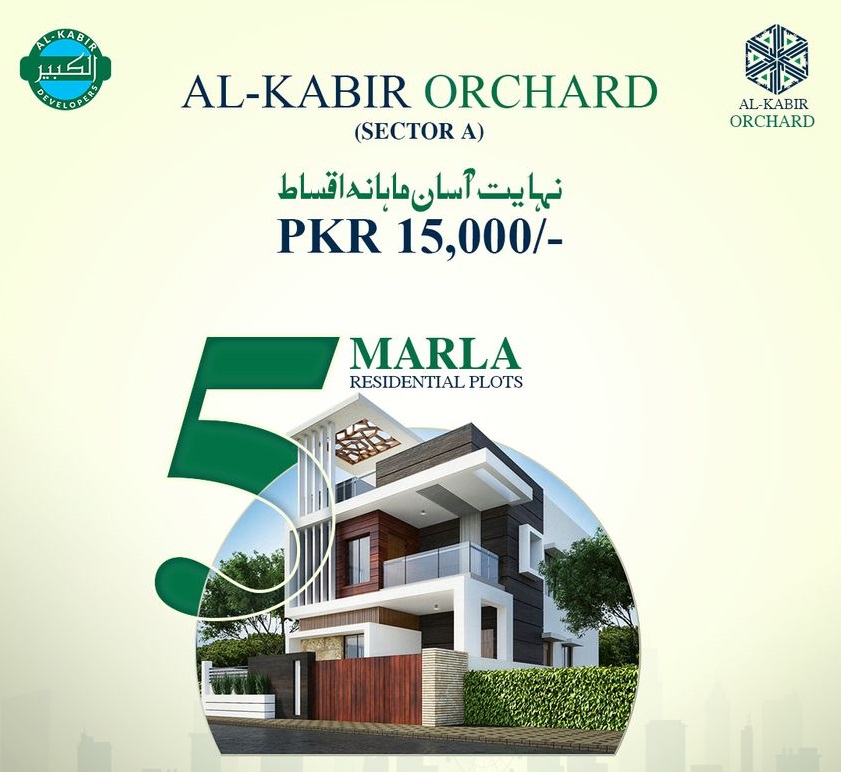 AL-KABIR
الكبير
DEVELOPERS
AL-KABIR ORCHARD
(SECTOR A)
AL-KABIR
ORCHARD
نہایت آسان ماہانہ اقساط
PKR 15,000/-
5 MARLA
RESIDENTIAL PLOTS